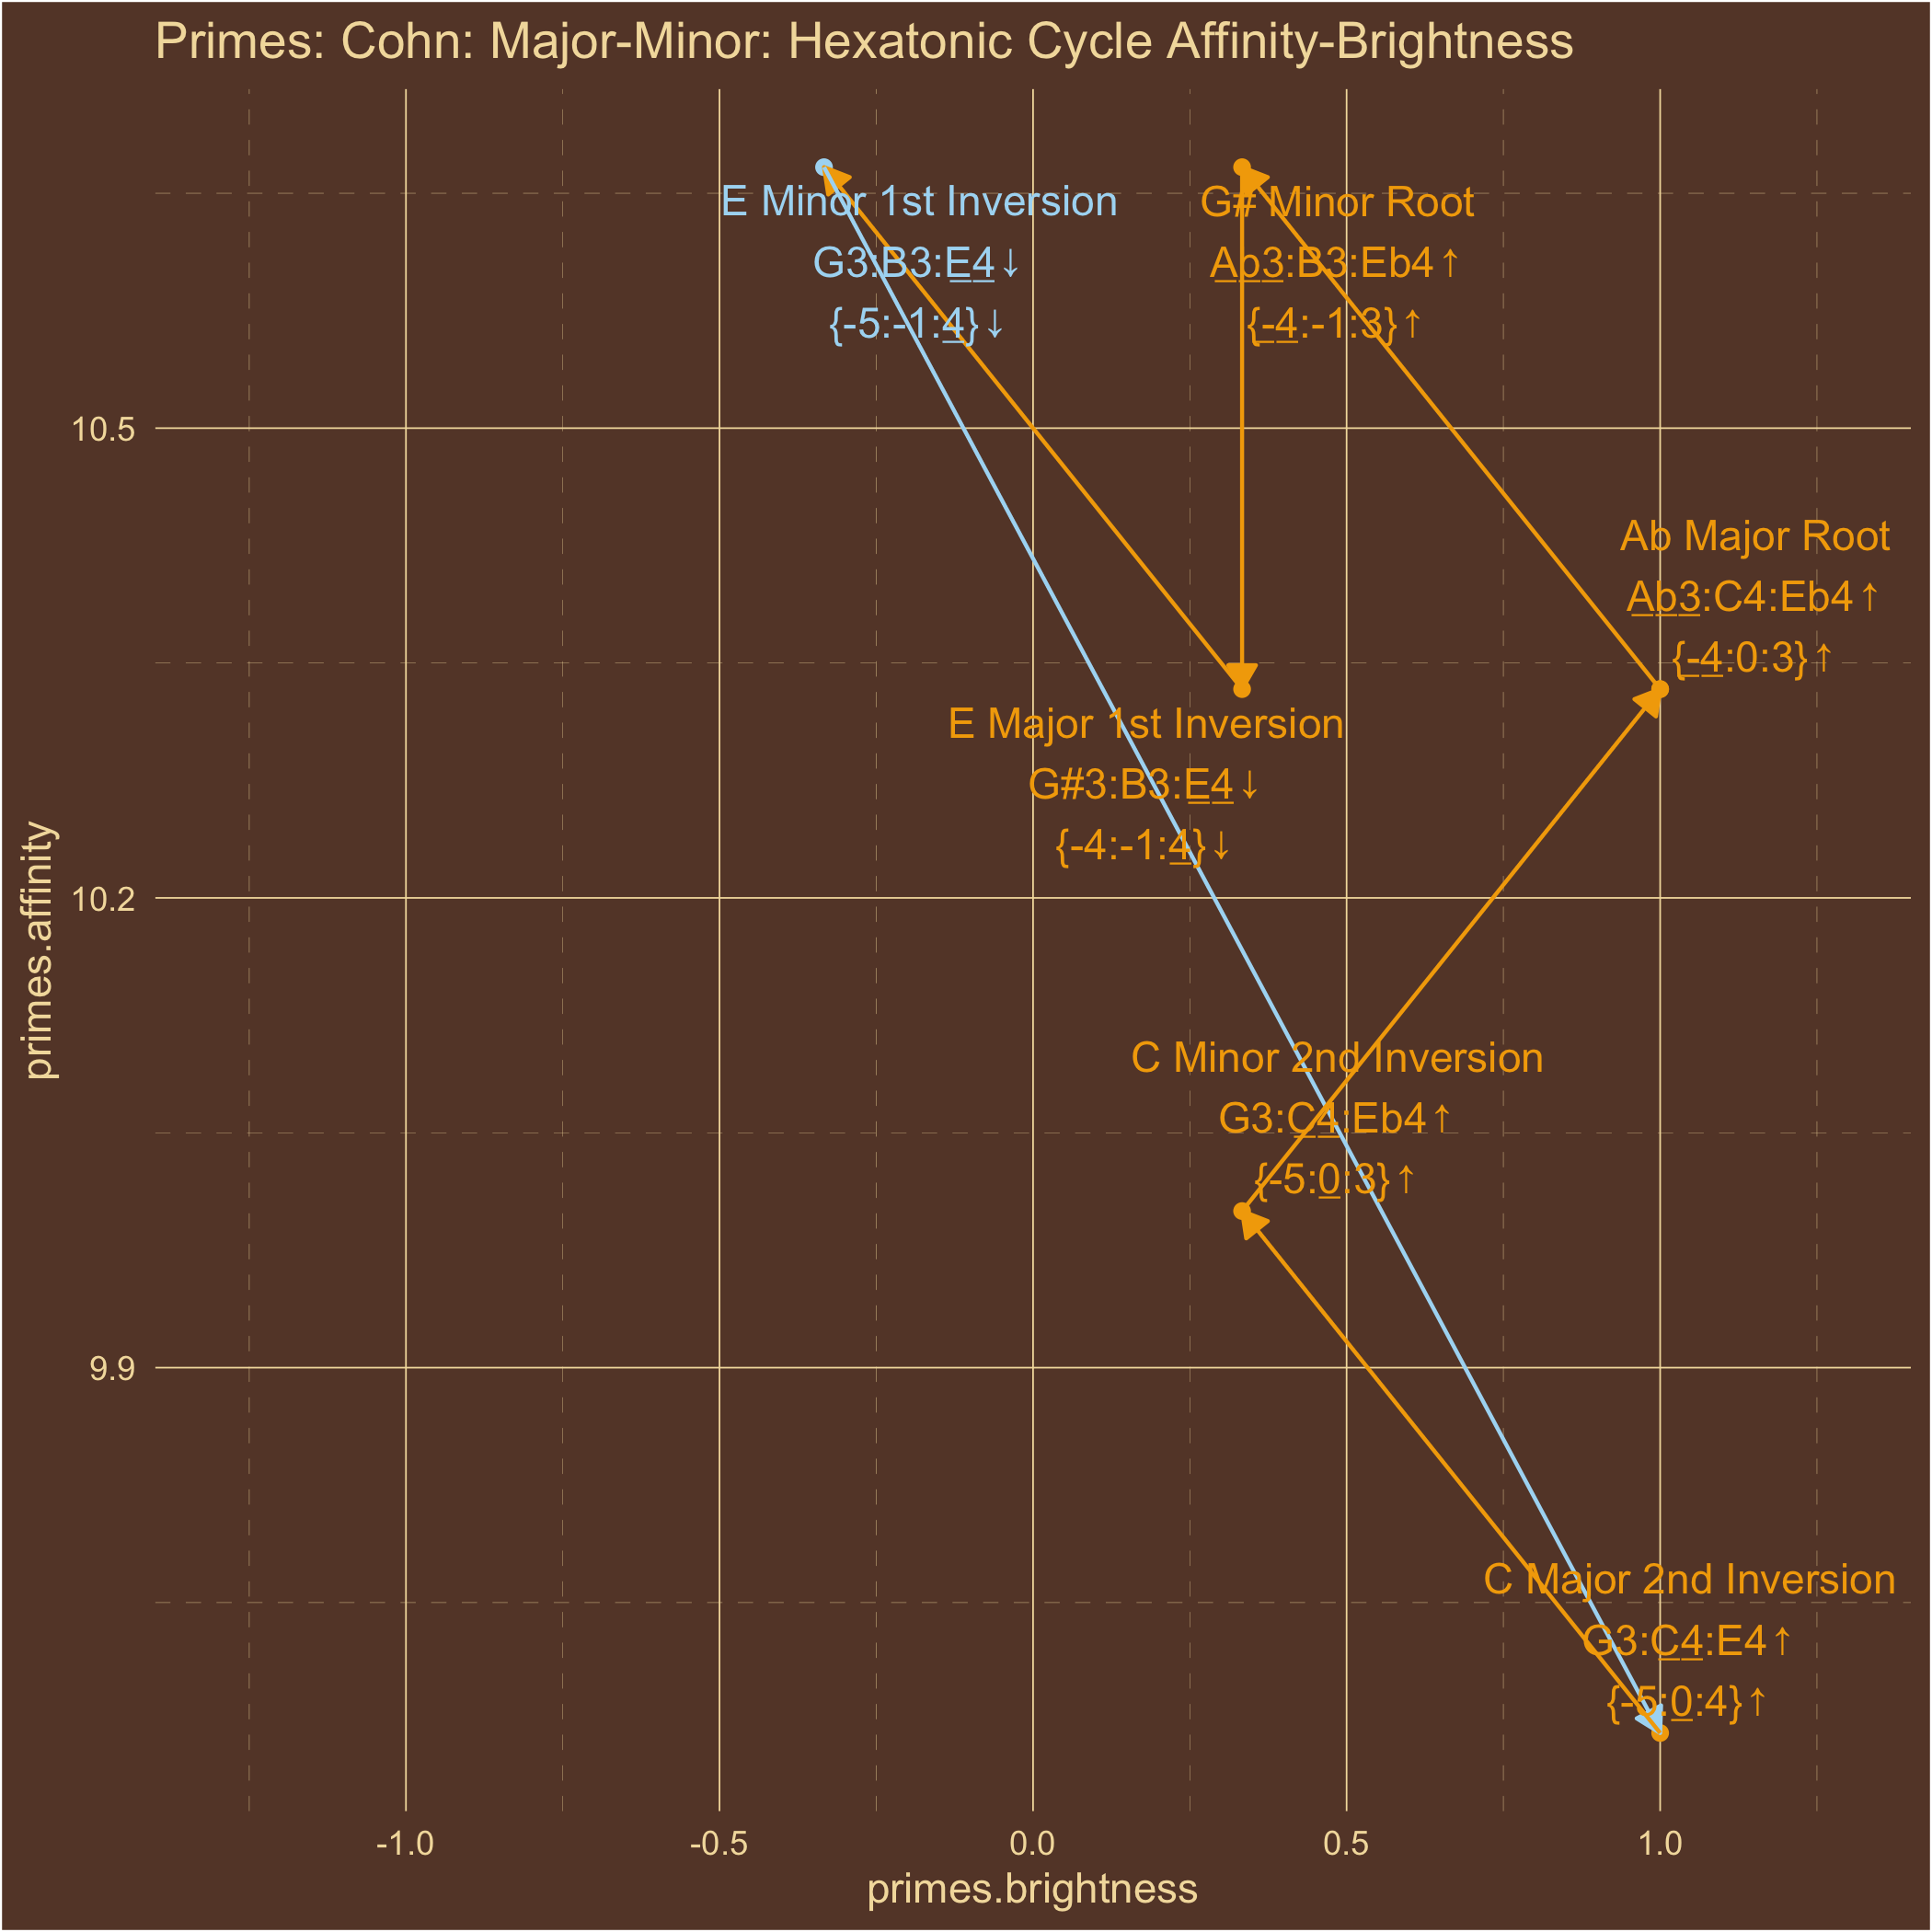 Primes: Cohn: Major-Minor: Hexatonic Cycle Affinity-Brightness
E Minor 1st Inversion
G3:B3:E4↓
{-5:-1:4}↓
G# Minor Root
Ab3:B3:Eb4↑
{-4:-1:3}↑
10.5
Ab Major Root
Ab3:C4:Eb4↑
{-4:0:3}↑
E Major 1st Inversion
G#3:B3:E4↓
{-4:-1:4}↓
10.2
primes.affinity
C Minor 2nd Inversion
G3:C4:Eb4↑
{-5:0:3}↑
9.9
C Major 2nd Inversion
G3:C4:E4↑
{-5:0:4}↑
-1.0
-0.5
0.0
0.5
1.0
primes.brightness